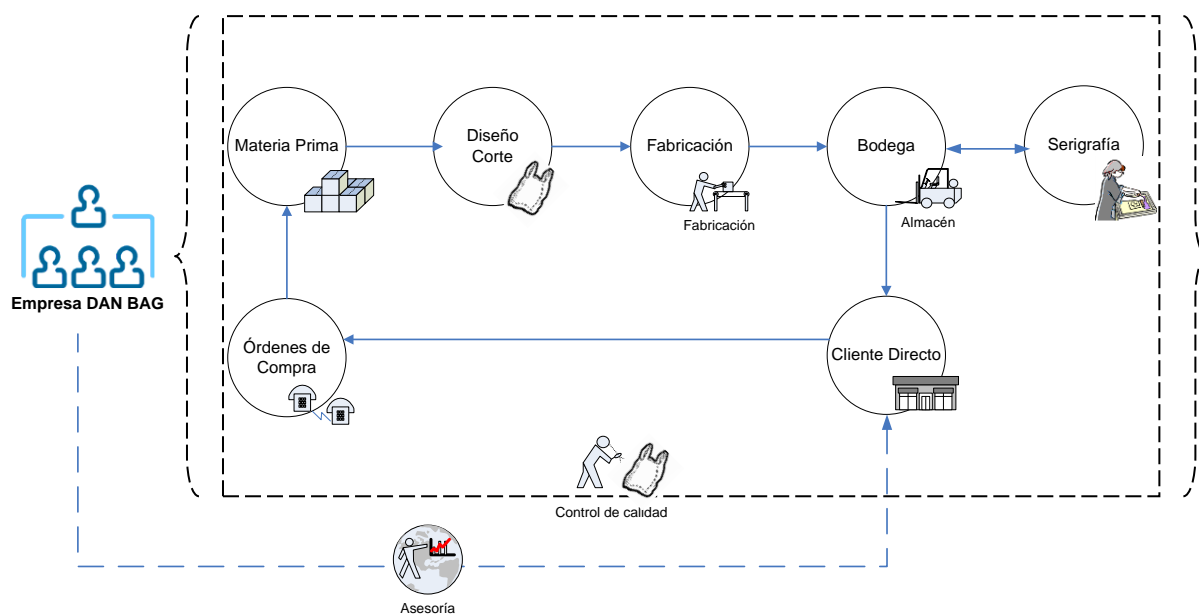 Materia Prima
Diseño
Corte
Fabricación
Bodega
Serigrafía
Fabricación
Almacén
Empresa DAN BAG
Órdenes de
Compra
Cliente Directo
Control de calidad
Asesoría